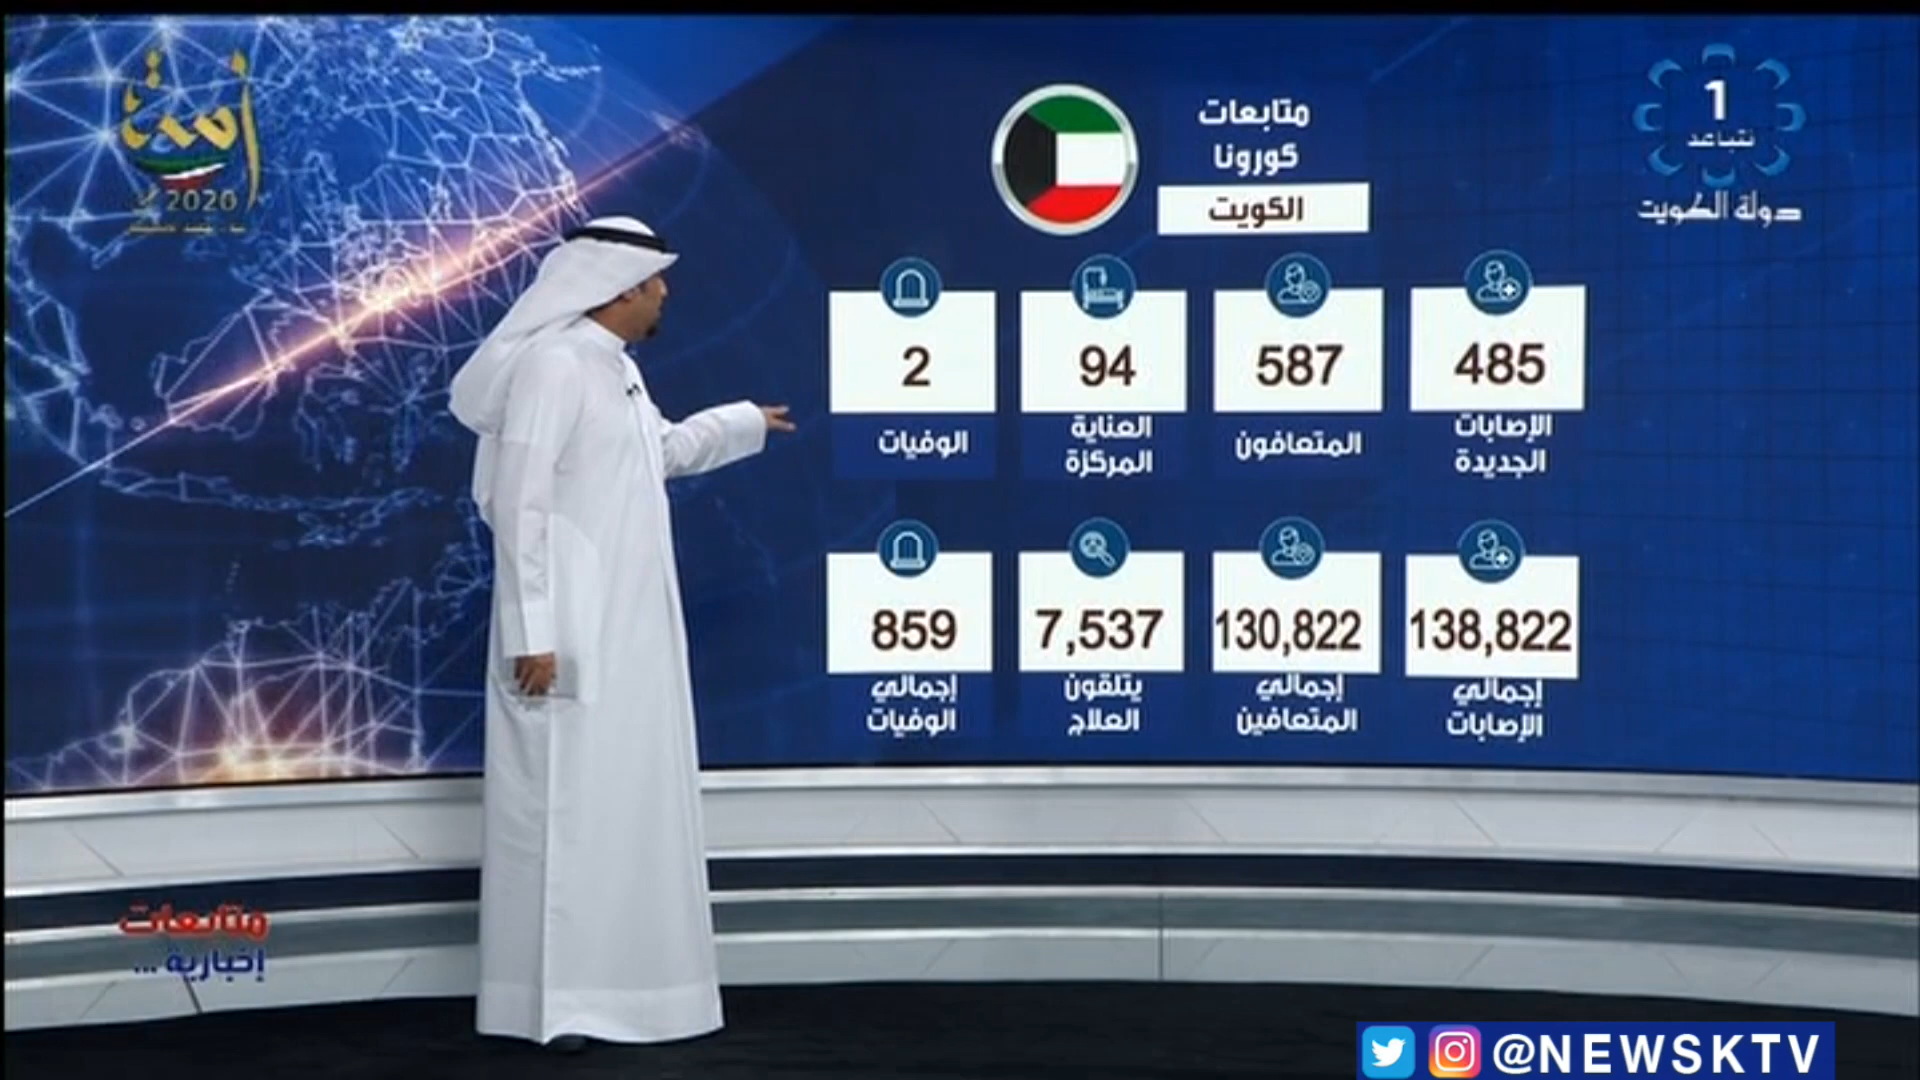 متابعات
كورونا
الكويت
1
نتباعد
دولة الكويت
2020
485
الإصابات
الجديدة
587
المتعافون
94
العناية
المركزة
2
الوفيات
138,822
إجمالي
الإصابات
130,822
إجمالي
المتعافين
7,537
يتلقون
العلاج
859
إجمالي
الوفيات
متابعات
إخبارية ...
@NEWSKTV